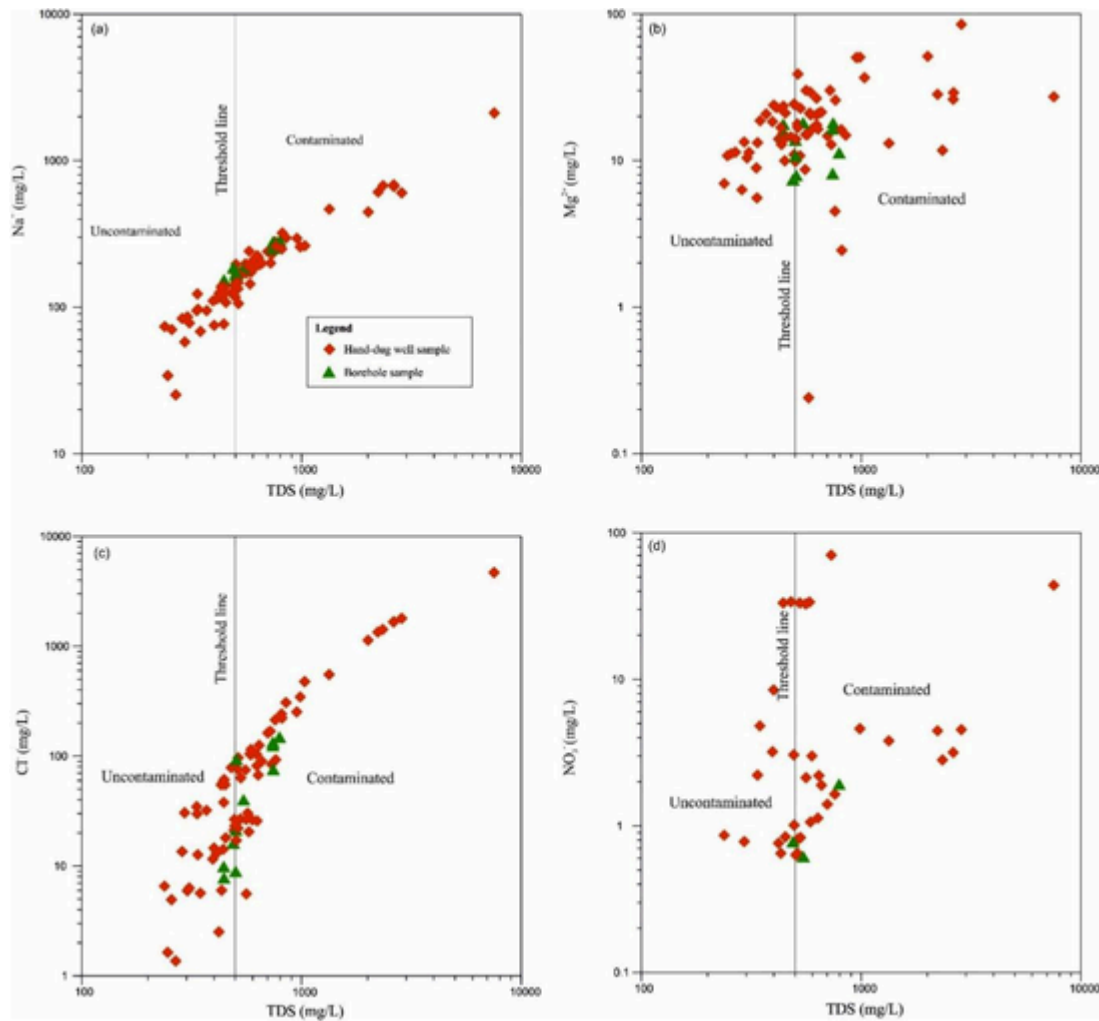 (a)
10000
1000
100
10
Na⁺ (mg/L)
Threshold line
Contaminated
Uncontaminated
Legend
Hand-dug well sample
Borehole sample
100
1000
10000
TDS (mg/L)
(b)
100
10
1
0.1
Mg²⁺ (mg/L)
Uncontaminated
Contaminated
Threshold line
100
1000
10000
TDS (mg/L)
(c)
10000
1000
100
10
1
Cl⁻ (mg/L)
Threshold line
Uncontaminated
Contaminated
100
1000
10000
TDS (mg/L)
(d)
100
10
1
0.1
NO₃⁻ (mg/L)
Threshold line
Contaminated
Uncontaminated
100
1000
10000
TDS (mg/L)